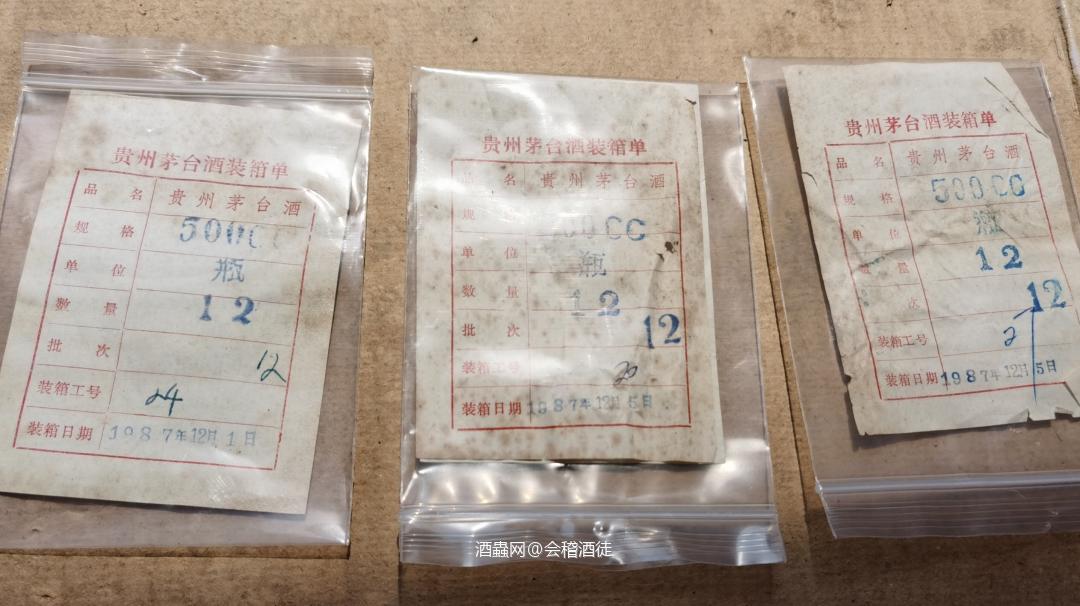 贵州茅台酒装箱单
品 名 贵州茅台酒
规 格 500C
单 位 瓶
数 量 12
批 次 12
装箱工号 24
装箱日期 1987年12月1日
贵州茅台酒装箱单
品 名 贵州茅台酒
规 00CC
单 位 瓶
数 量 12
批 次 12
装箱工号 20
装箱日期 1987年12月5日
贵州茅台酒装箱单
品 名 贵州茅台酒
规 格 500CC
单 位 瓶
量 12
次 12
装箱工号 2
装箱日期 1987年12月5日
酒蟲网@会稽酒徒